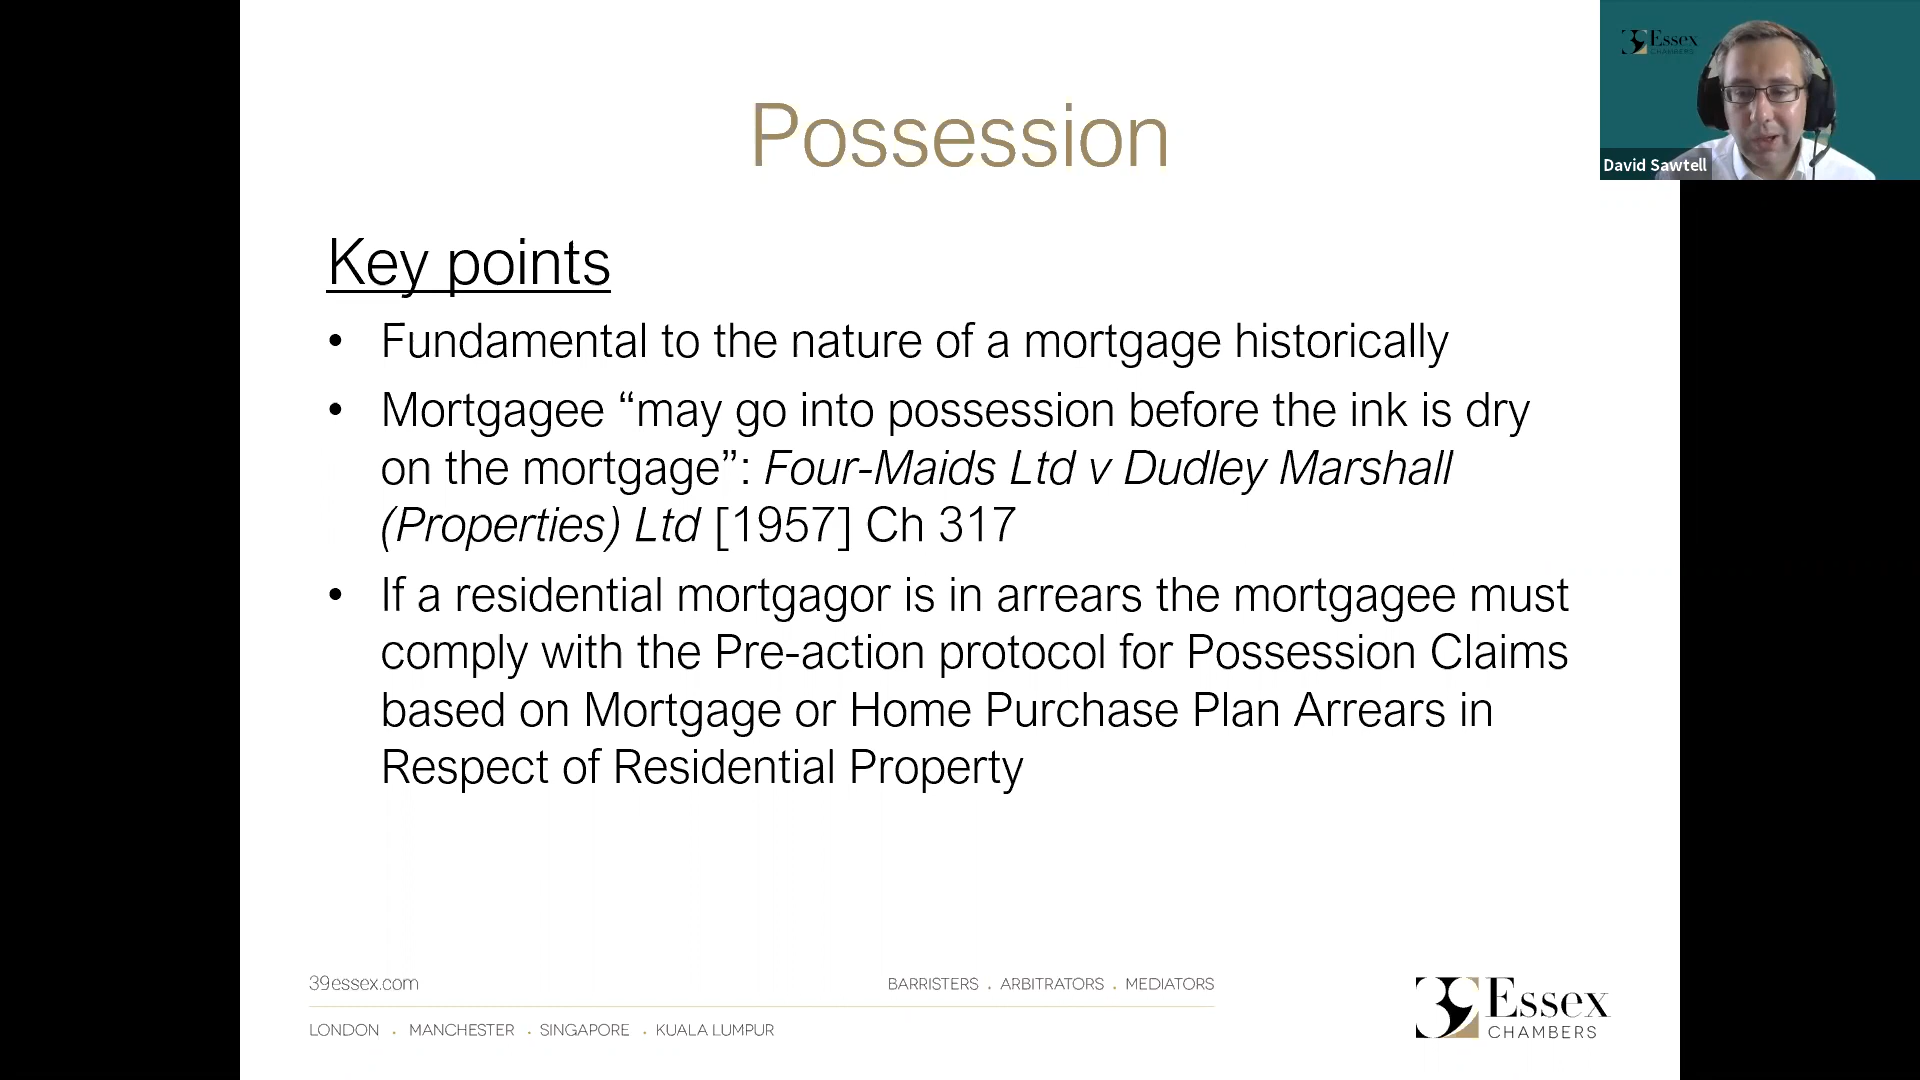 Possession
39 Essex
CHAMBERS
David Sawtell
Key points
• Fundamental to the nature of a mortgage historically
• Mortgagee “may go into possession before the ink is dry
on the mortgage”: Four-Maids Ltd v Dudley Marshall
(Properties) Ltd [1957] Ch 317
• If a residential mortgagor is in arrears the mortgagee must
comply with the Pre-action protocol for Possession Claims
based on Mortgage or Home Purchase Plan Arrears in
Respect of Residential Property
39essex.com
BARRISTERS . ARBITRATORS . MEDIATORS
LONDON . MANCHESTER . SINGAPORE . KUALA LUMPUR
39 Essex
CHAMBERS